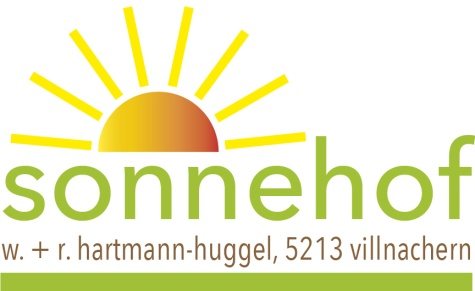 sonnehof
w. + r. hartmann-huggel, 5213 villnachern